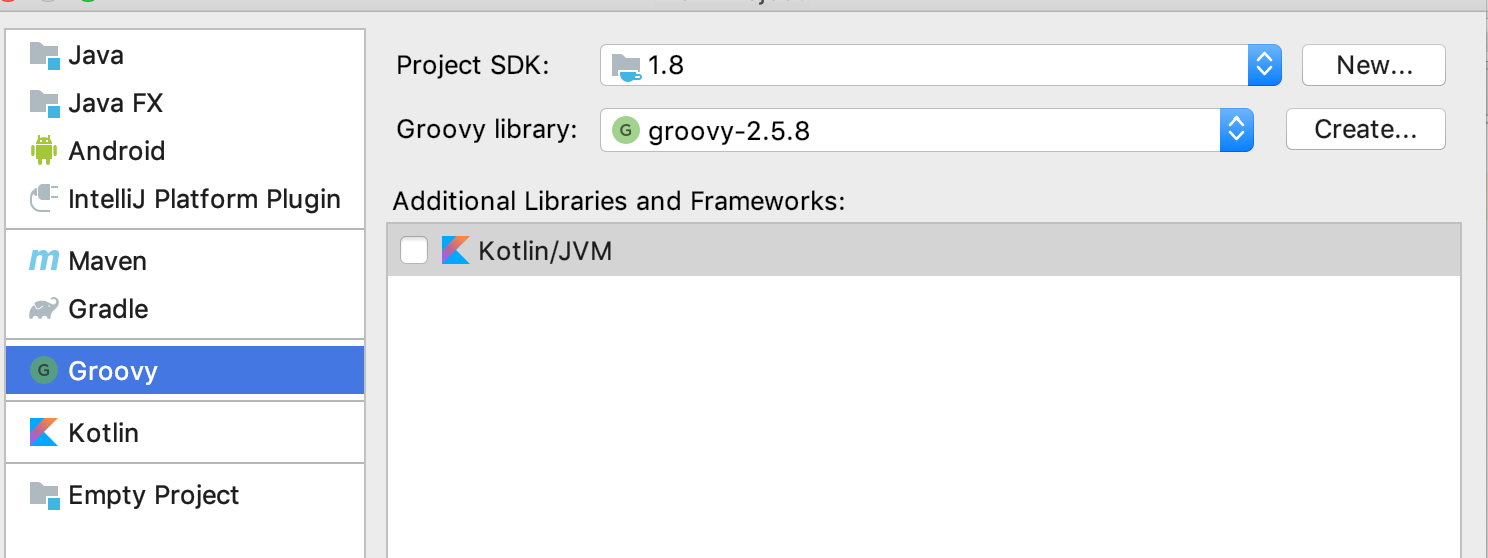 Java
Java FX
Android
IntelliJ Platform Plugin
Maven
Gradle
Groovy
Kotlin
Empty Project
Project SDK: 1.8 New...
Groovy library: G groovy-2.5.8 Create...
Additional Libraries and Frameworks:
Kotlin/JVM